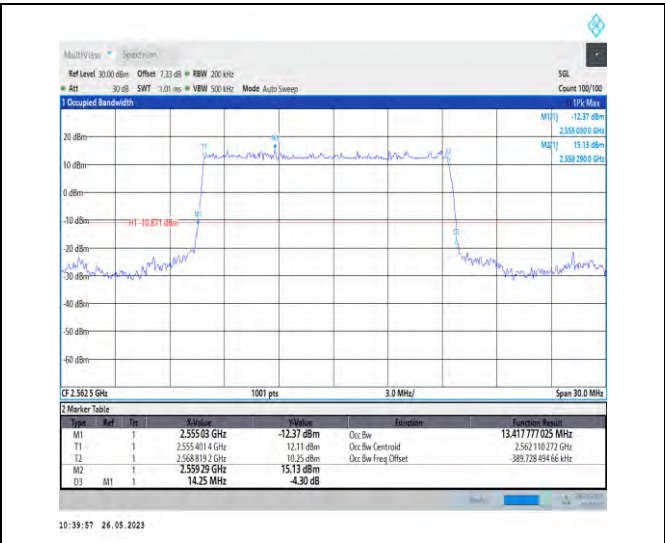 MultiView Spectrum
Ref Level 30.00 dBm Offset 7.33 dB RBW 200 kHz SGL
Att 30 dB SWT 1.01 ms VBW 500 kHz Mode Auto Sweep Count 100/100
1 Occupied Bandwidth 1Pk Max
M1[1] -12.37 dBm
2.555 0300 GHz
M2[1] 15.13 dBm
2.559 2900 GHz
20 dBm
M2
T1
10 dBm
0 dBm
M1
-10 dBm
H1 -10.871 dBm
-20 dBm
-30 dBm
-40 dBm
-50 dBm
-60 dBm
CF 2.562 5 GHz 1001 pts 3.0 MHz/ Span 30.0 MHz
2 Marker Table
Type Ref Trc X-Value Y-Value Function Function Result
M1 1 2.555 03 GHz -12.37 dBm Occ Bw 13.417 777 025 MHz
T1 1 2.555 401 4 GHz 12.11 dBm Occ Bw Centroid 2.562 110 272 GHz
T2 1 2.568 819 2 GHz 10.25 dBm Occ Bw Freq Offset -389.728 494 66 kHz
M2 1 2.559 29 GHz 15.13 dBm
D3 M1 1 14.25 MHz -4.30 dB
10:39:57 26.05.2023